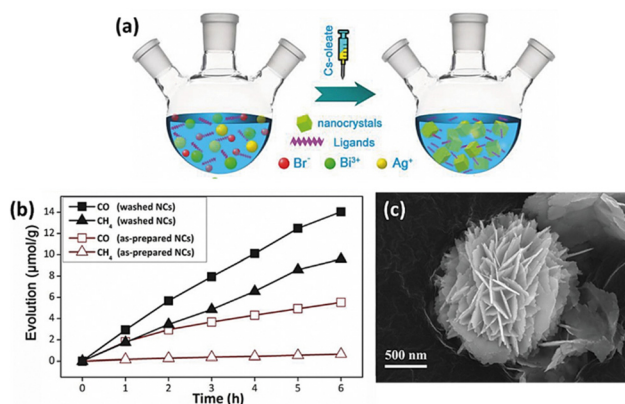 (a)
Cs-oleate
nanocrystals
Ligands
Br⁻ Bi³⁺ Ag⁺
(b)
CO (washed NCs)
CH₄ (washed NCs)
CO (as-prepared NCs)
CH₄ (as-prepared NCs)
Evolution (μmol/g)
14
12
10
8
6
4
2
0
0 1 2 3 4 5 6
Time (h)
(c)
500 nm